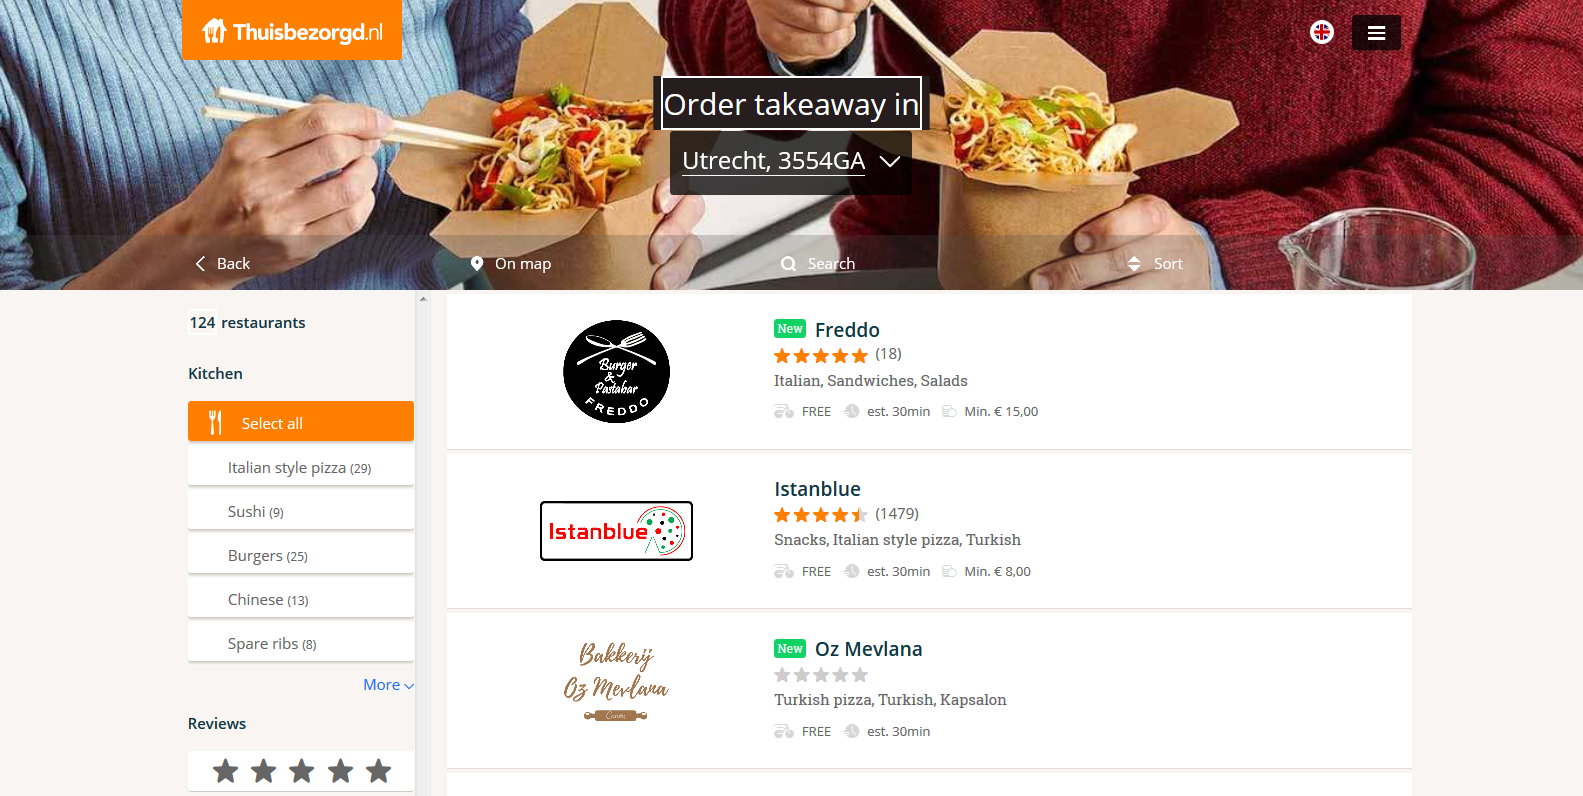 Thuisbezorgd.nl
Order takeaway in
Utrecht, 3554GA
Back
On map
Search
Sort
124 restaurants
Kitchen
Select all
Italian style pizza (29)
Sushi (9)
Burgers (25)
Chinese (13)
Spare ribs (8)
More
Reviews
Burger
&
Pastabar
FREDDO
New Freddo
(18)
Italian, Sandwiches, Salads
FREE est. 30min Min. € 15,00
Istanblue
Istanblue
(1479)
Snacks, Italian style pizza, Turkish
FREE est. 30min Min. € 8,00
Bakkerij
Oz Mevlana
Canva
New Oz Mevlana
Turkish pizza, Turkish, Kapsalon
FREE est. 30min